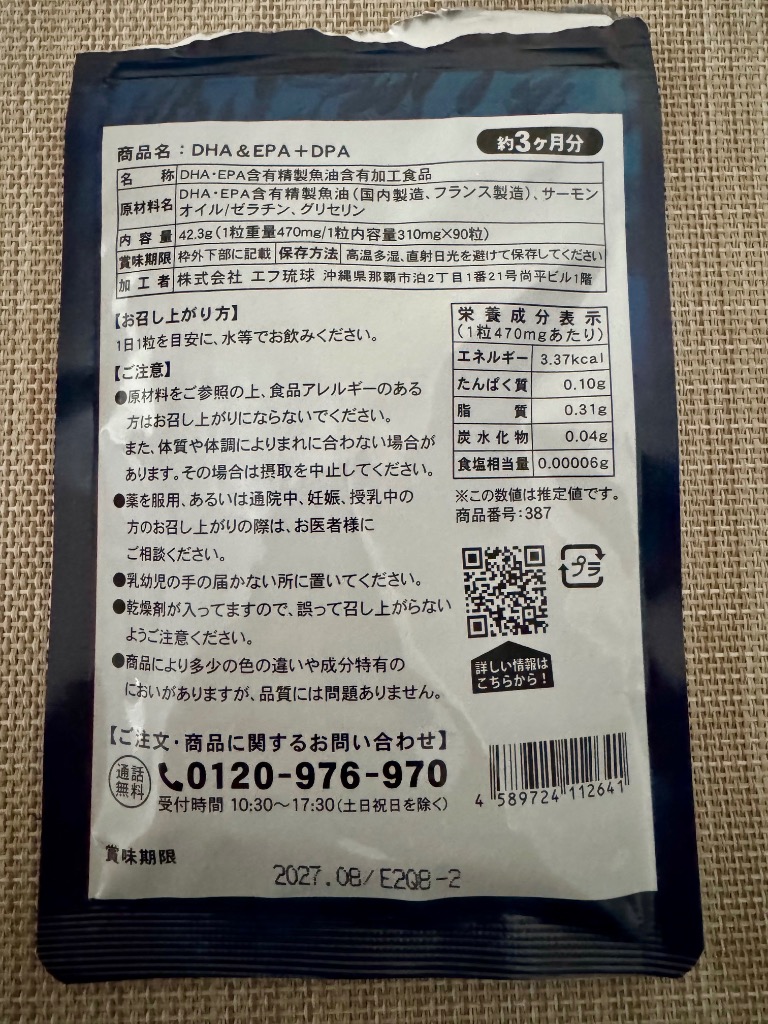 商品名：DHA&EPA+DPA
約3ヶ月分
名 称 DHA・EPA含有精製魚油含有加工食品
原材料名 DHA・EPA含有精製魚油(国内製造、フランス製造)、サーモン
オイル/ゼラチン、グリセリン
内容量 42.3g(1粒重量470mg/1粒内容量310mg×90粒)
賞味期限 枠外下部に記載 保存方法 高温多湿、直射日光を避けて保存してください
加工者 株式会社 エフ琉球 沖縄県那覇市泊2丁目1番21号尚平ビル1階
【お召し上がり方】
1日1粒を目安に、水等でお飲みください。
【ご注意】
●原材料をご参照の上、食品アレルギーのある
方はお召し上がりにならないでください。
また、体質や体調によりまれに合わない場合が
あります。その場合は摂取を中止してください。
●薬を服用、あるいは通院中、妊娠、授乳中の
方のお召し上がりの際は、お医者様に
ご相談ください。
●乳幼児の手の届かない所に置いてください。
●乾燥剤が入ってますので、誤って召し上がらない
ようご注意ください。
●商品により多少の色の違いや成分特有の
においがありますが、品質には問題ありません。
栄養成分表示
(1粒470mgあたり)
エネルギー 3.37kcal
たんぱく質 0.10g
脂 質 0.31g
炭水化物 0.04g
食塩相当量 0.00006g
※この数値は推定値です。
商品番号:387
プラ
詳しい情報は
こちらから!
【ご注文・商品に関するお問い合わせ】
通話
無料
0120-976-970
受付時間 10:30〜17:30(土日祝日を除く)
4 589724 112641
賞味期限
2027.08/E2Q8-2